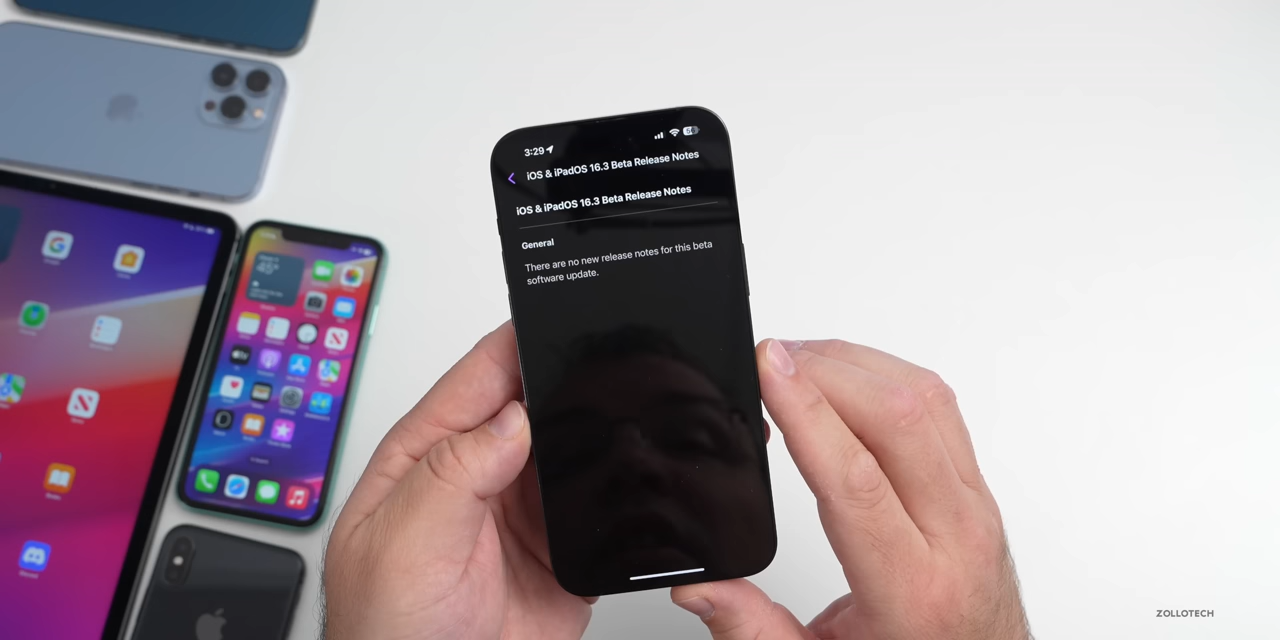 3:29
iOS & iPadOS 16.3 Beta Release Notes
iOS & iPadOS 16.3 Beta Release Notes
General
There are no new release notes for this beta
software update.
45°
ZOLLOTECH